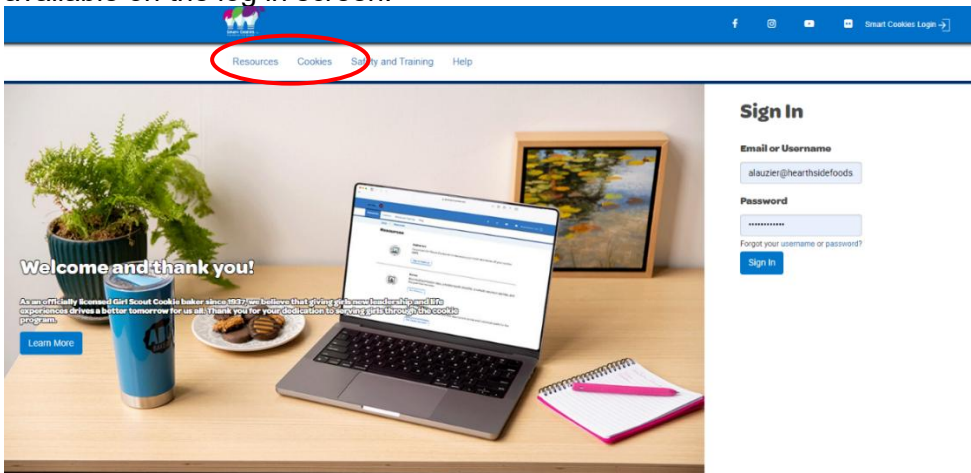 available on the log in screen.
Smart Cookies Login
Resources Cookies Safety and Training Help
Sign In
Email or Username
alauzier@hearthsidefoods
Password
Forgot your username or password?
Sign In
Welcome and thank you!
As an officially licensed Girl Scout Cookie baker since 1937, we believe that giving girls new leadership and life
experiences drives a better tomorrow for us all. Thank you for your dedication to serving girls through the cookie
program.
Learn More
Resources